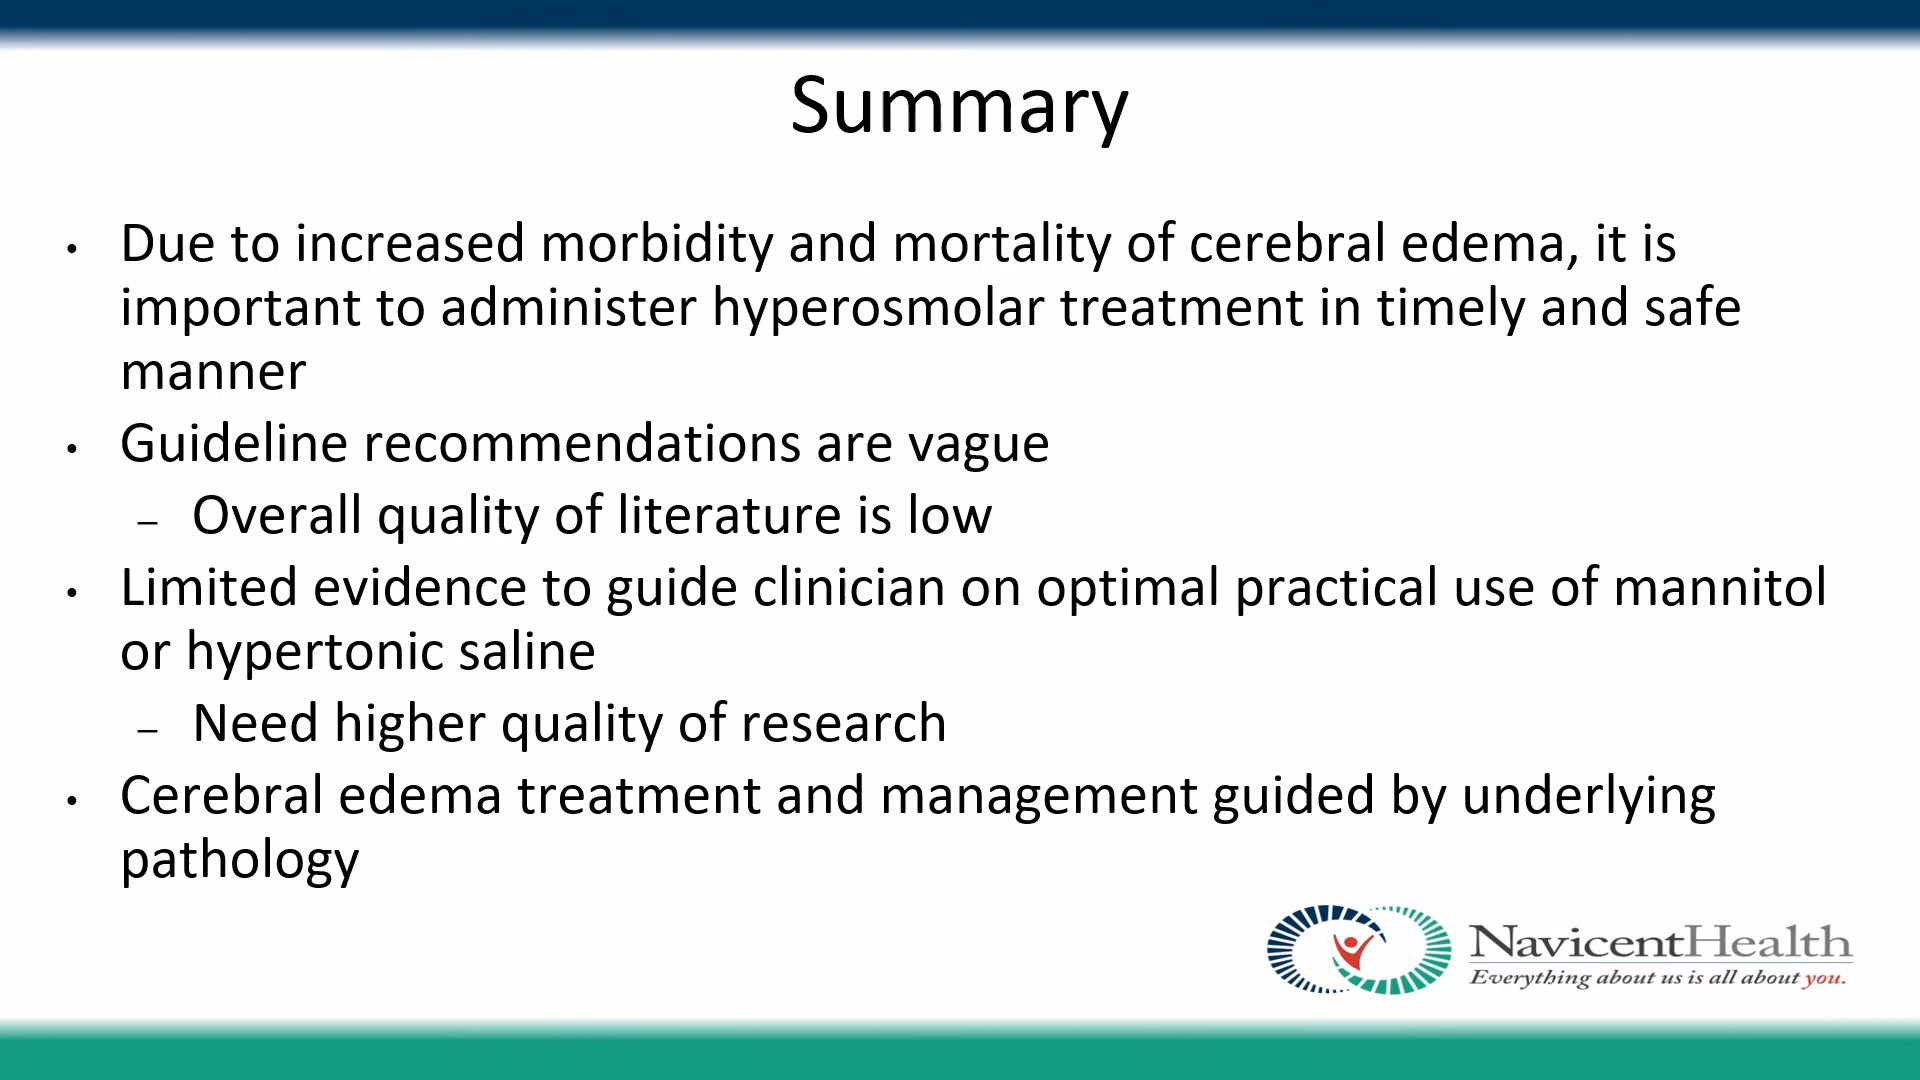 Summary
• Due to increased morbidity and mortality of cerebral edema, it is
important to administer hyperosmolar treatment in timely and safe
manner
• Guideline recommendations are vague
– Overall quality of literature is low
• Limited evidence to guide clinician on optimal practical use of mannitol
or hypertonic saline
– Need higher quality of research
• Cerebral edema treatment and management guided by underlying
pathology
NavicentHealth
Everything about us is all about you.